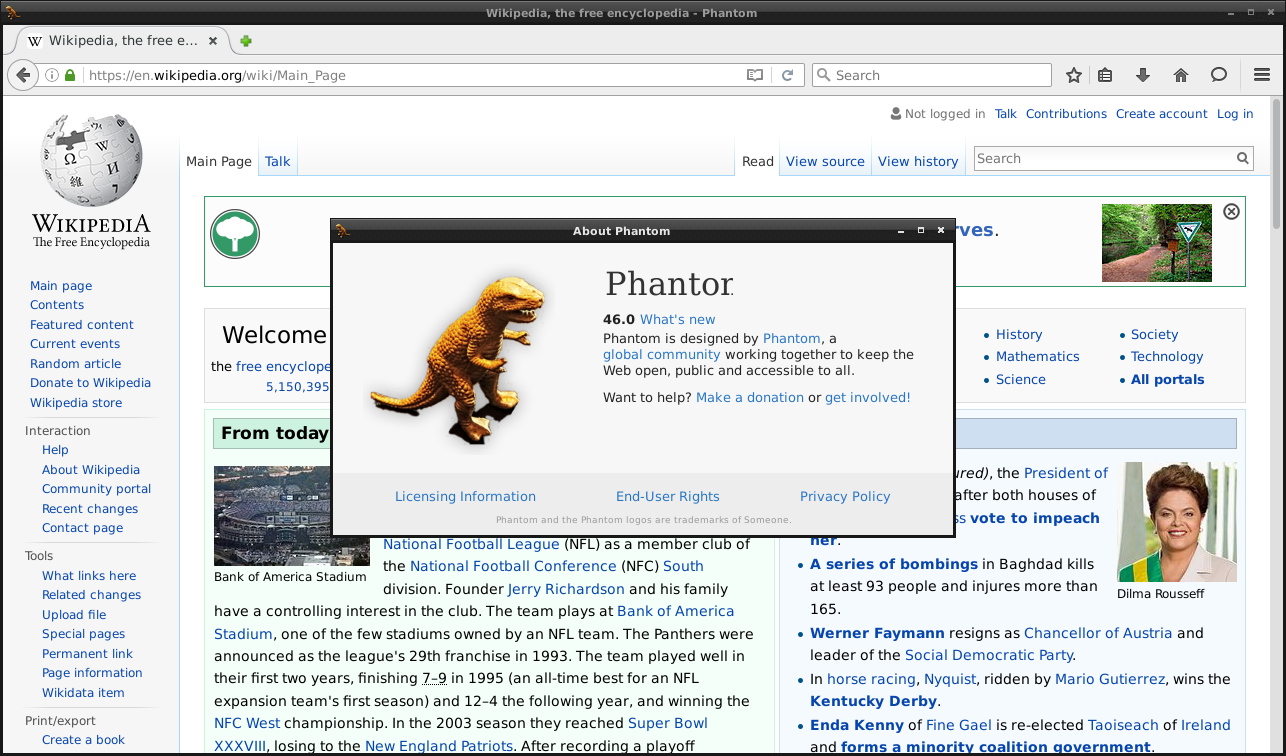 Wikipedia, the free encyclopedia - Phantom
Wikipedia, the free e...
https://en.wikipedia.org/wiki/Main_Page
Search
Not logged in Talk Contributions Create account Log in
Main Page Talk Read View source View history Search
WIKIPEDIA
The Free Encyclopedia
Main page
Contents
Featured content
Current events
Random article
Donate to Wikipedia
Wikipedia store
Interaction
Help
About Wikipedia
Community portal
Recent changes
Contact page
Tools
What links here
Related changes
Upload file
Special pages
Permanent link
Page information
Wikidata item
Print/export
Create a book
Welcome
the free encyclope
5,150,395
About Phantom
Phantor
46.0 What's new
Phantom is designed by Phantom, a
global community working together to keep the
Web open, public and accessible to all.
Want to help? Make a donation or get involved!
Licensing Information End-User Rights Privacy Policy
Phantom and the Phantom logos are trademarks of Someone.
rves.
History
Mathematics
Science
Society
Technology
All portals
From today
Bank of America Stadium
National Football League (NFL) as a member club of
the National Football Conference (NFC) South
division. Founder Jerry Richardson and his family
have a controlling interest in the club. The team plays at Bank of America
Stadium, one of the few stadiums owned by an NFL team. The Panthers were
announced as the league's 29th franchise in 1993. The team played well in
their first two years, finishing 7–9 in 1995 (an all-time best for an NFL
expansion team's first season) and 12–4 the following year, and winning the
NFC West championship. In the 2003 season they reached Super Bowl
XXXVIII, losing to the New England Patriots. After recording a playoff
ured), the President of
after both houses of
ss vote to impeach
her.
A series of bombings in Baghdad kills
at least 93 people and injures more than
165.
Dilma Rousseff
Werner Faymann resigns as Chancellor of Austria and
leader of the Social Democratic Party.
In horse racing, Nyquist, ridden by Mario Gutierrez, wins the
Kentucky Derby.
Enda Kenny of Fine Gael is re-elected Taoiseach of Ireland
and forms a minority coalition government.